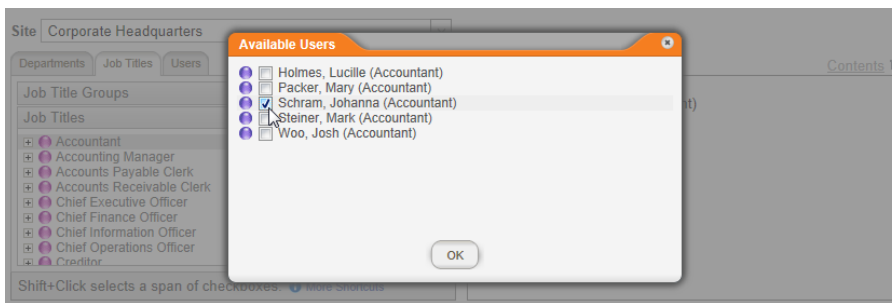 Site Corporate Headquarters
Departments Job Titles Users
Job Title Groups
Job Titles
Accountant
Accounting Manager
Accounts Payable Clerk
Accounts Receivable Clerk
Chief Executive Officer
Chief Finance Officer
Chief Information Officer
Chief Operations Officer
Creditor
Shift+Click selects a span of checkboxes. More Shortcuts
Available Users
Holmes, Lucille (Accountant)
Packer, Mary (Accountant)
Schram, Johanna (Accountant)
Steiner, Mark (Accountant)
Woo, Josh (Accountant)
OK
Contents
nt)